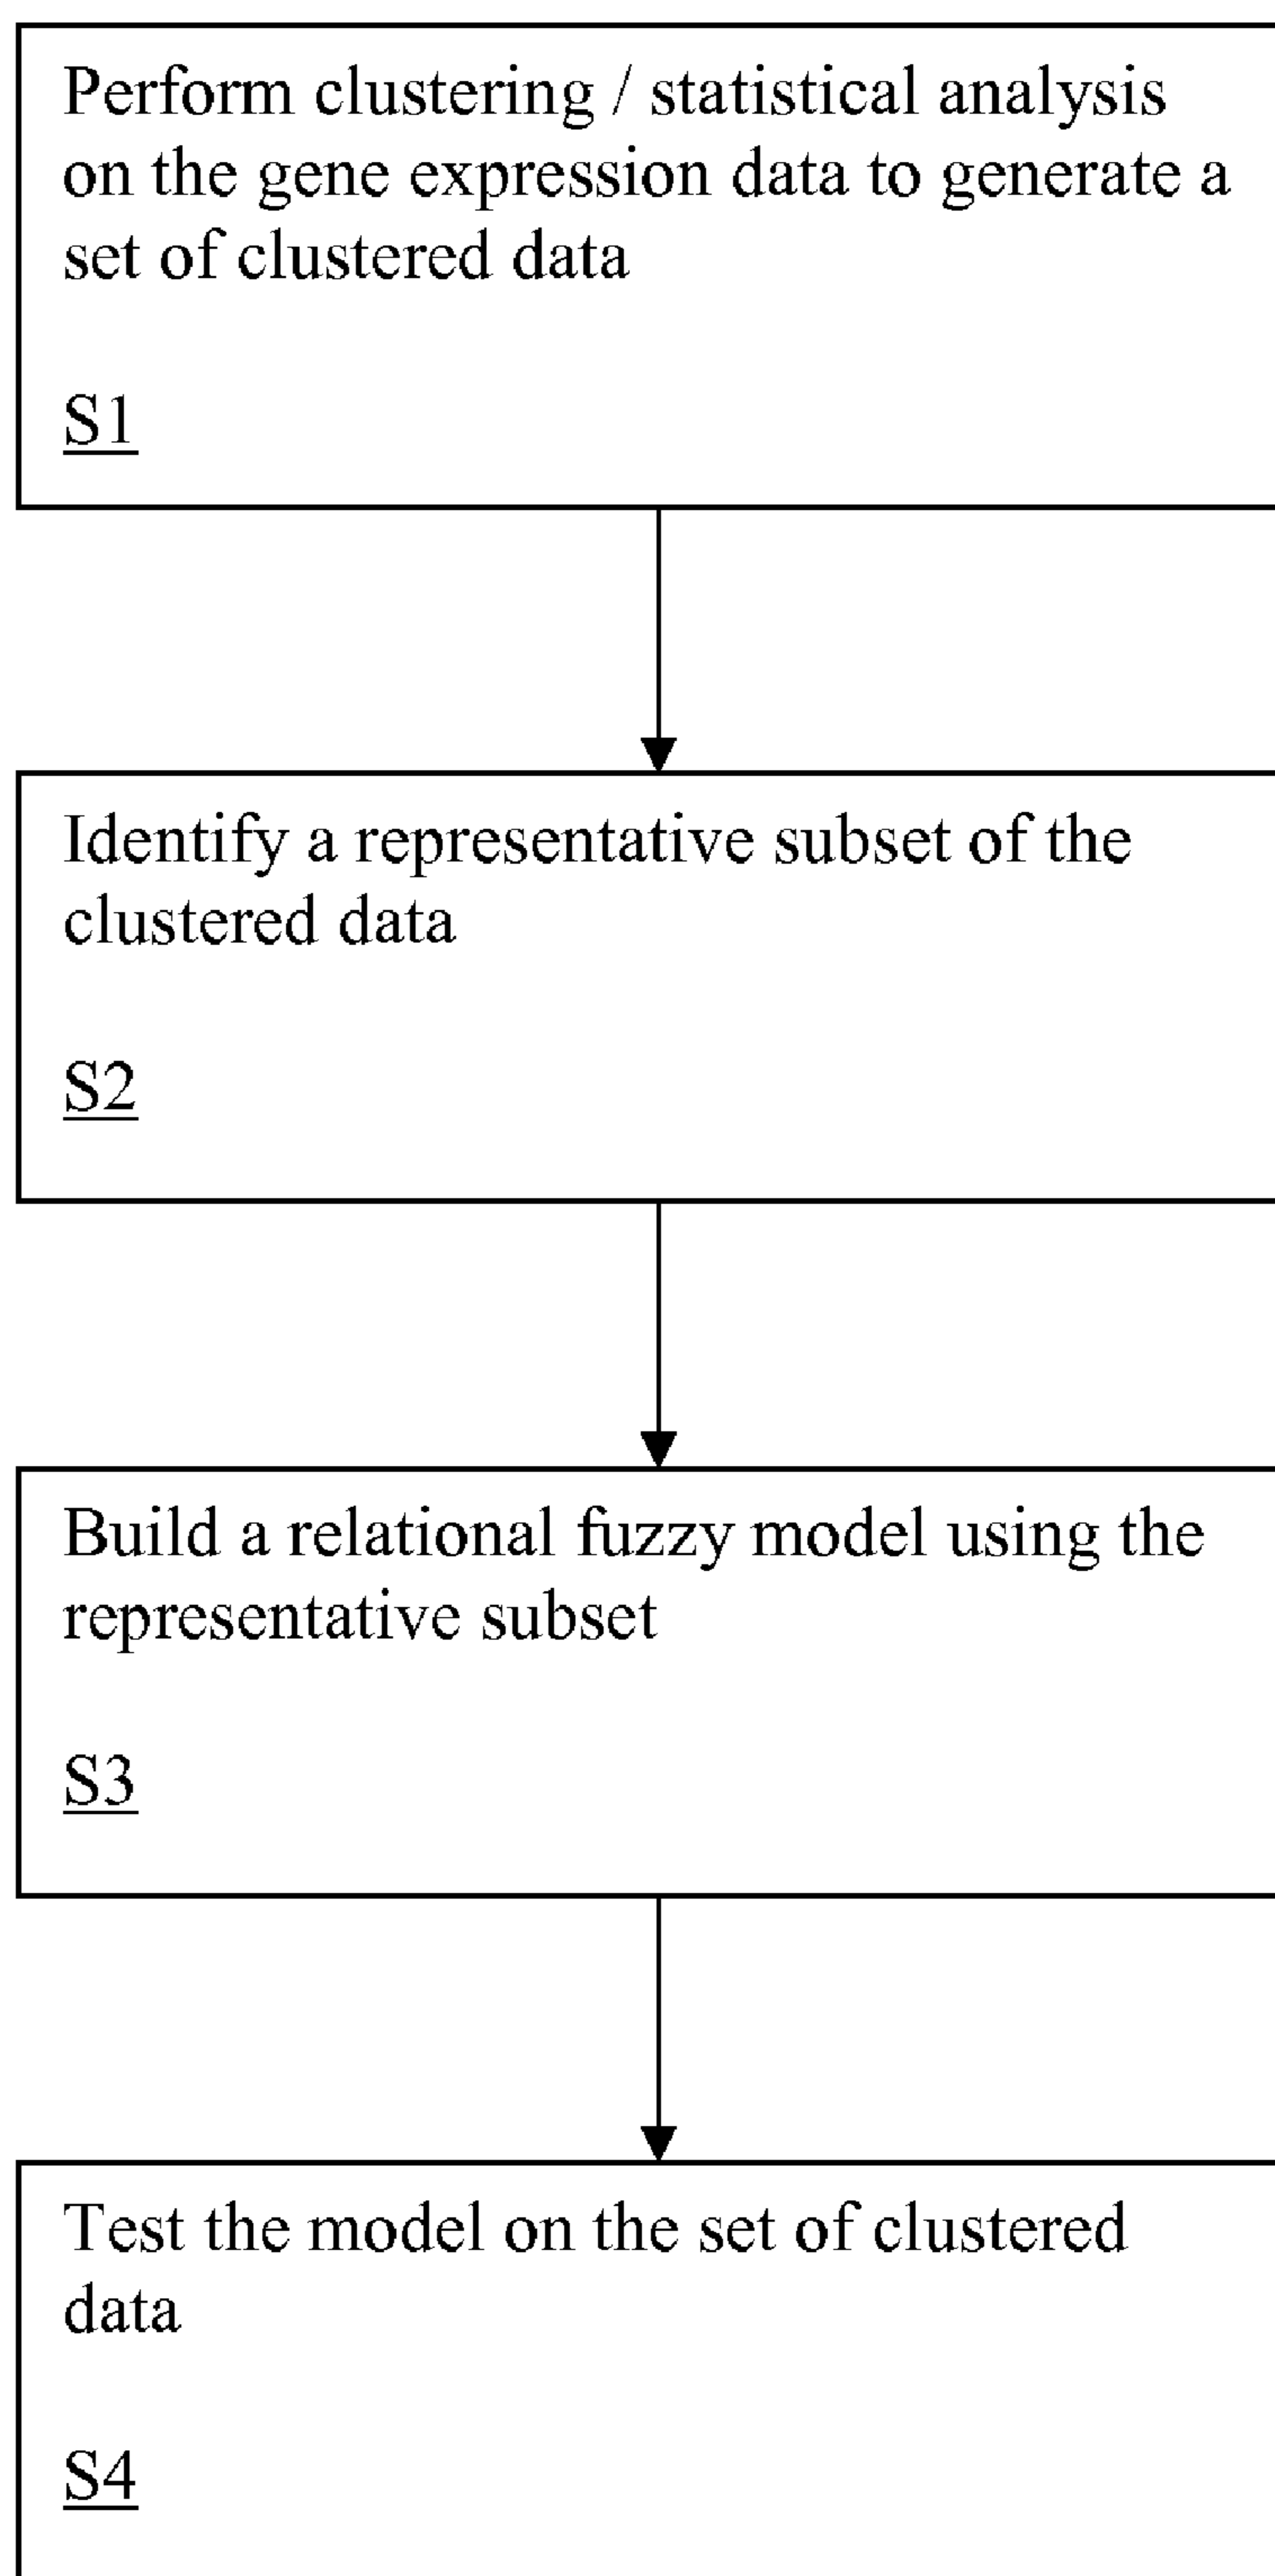 Perform clustering / statistical analysis
on the gene expression data to generate a
set of clustered data
S1
Identify a representative subset of the
clustered data
S2
Build a relational fuzzy model using the
representative subset
S3
Test the model on the set of clustered
data
S4